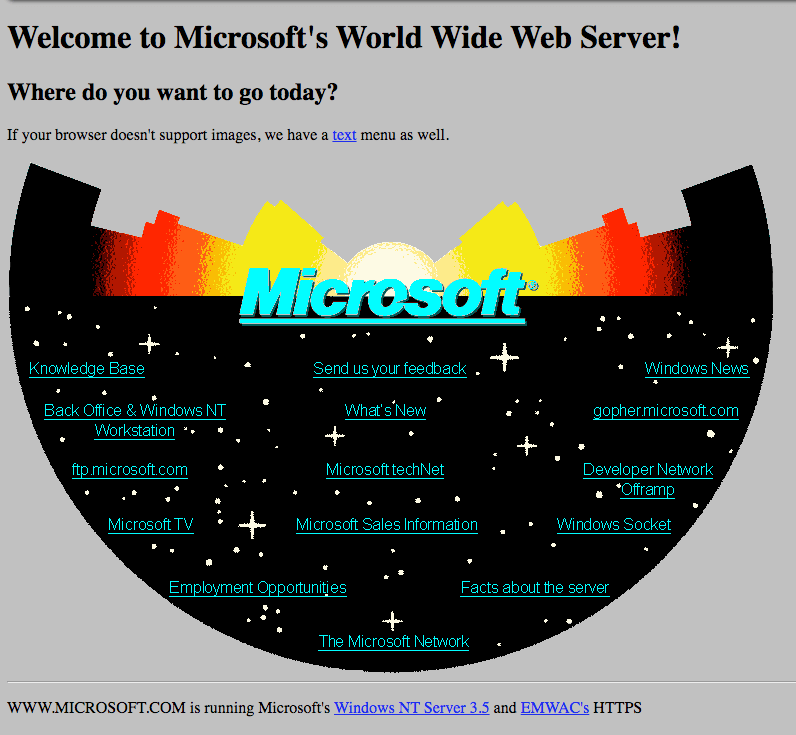 Welcome to Microsoft's World Wide Web Server!
Where do you want to go today?
If your browser doesn't support images, we have a text menu as well.
Microsoft®
Knowledge Base
Send us your feedback
Windows News
Back Office & Windows NT
Workstation
What's New
gopher.microsoft.com
ftp.microsoft.com
Microsoft techNet
Developer Network
Offramp
Microsoft TV
Microsoft Sales Information
Windows Socket
Employment Opportunities
Facts about the server
The Microsoft Network
WWW.MICROSOFT.COM is running Microsoft's Windows NT Server 3.5 and EMWAC's HTTPS